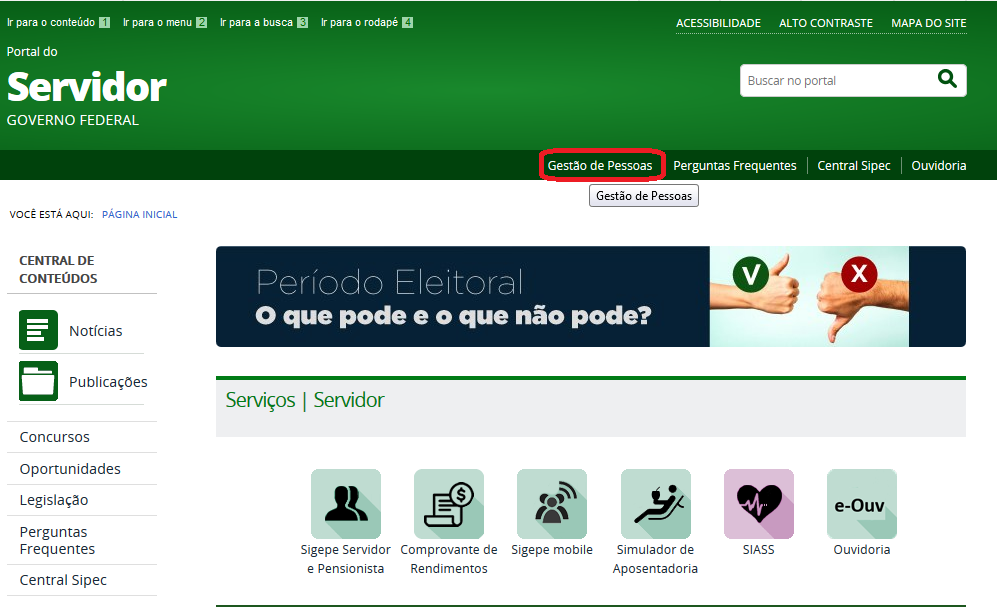 Ir para o conteúdo 1 Ir para o menu 2 Ir para a busca 3 Ir para o rodapé 4
ACESSIBILIDADE ALTO CONTRASTE MAPA DO SITE
Portal do
Servidor
GOVERNO FEDERAL
Buscar no portal
Gestão de Pessoas Perguntas Frequentes Central Sipec Ouvidoria
Gestão de Pessoas
VOCÊ ESTÁ AQUI: PÁGINA INICIAL
CENTRAL DE
CONTEÚDOS
Notícias
Publicações
Concursos
Oportunidades
Legislação
Perguntas
Frequentes
Central Sipec
Período Eleitoral
O que pode e o que não pode?
V X
Serviços | Servidor
Sigepe Servidor
e Pensionista
$
Comprovante de
Rendimentos
Sigepe mobile
Simulador de
Aposentadoria
SIASS
e-Ouv
Ouvidoria